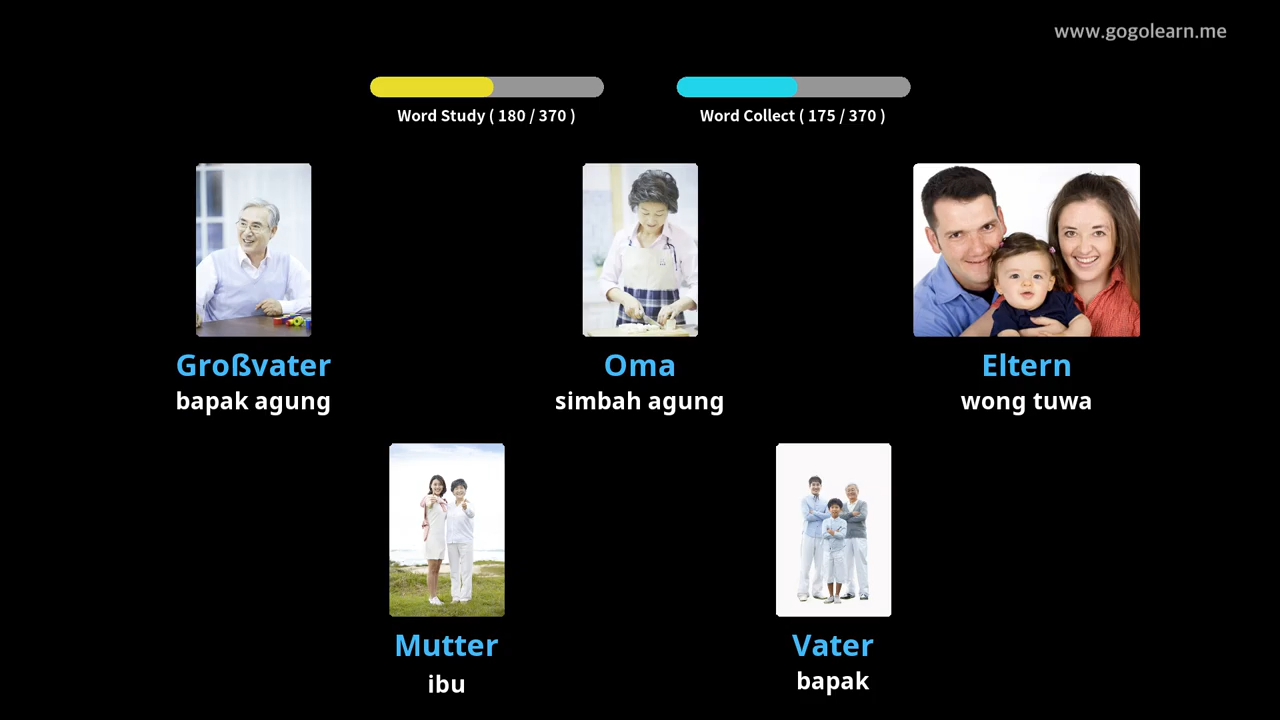 www.gogolearn.me
Word Study ( 180 / 370 )
Word Collect ( 175 / 370 )
Großvater
bapak agung
Oma
simbah agung
Eltern
wong tuwa
Mutter
ibu
Vater
bapak